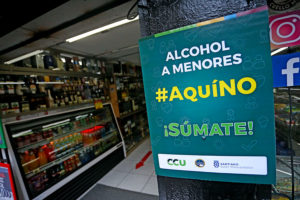 ALCOHOL
A MENORES
#AquíNO
¡SÚMATE!
CCU